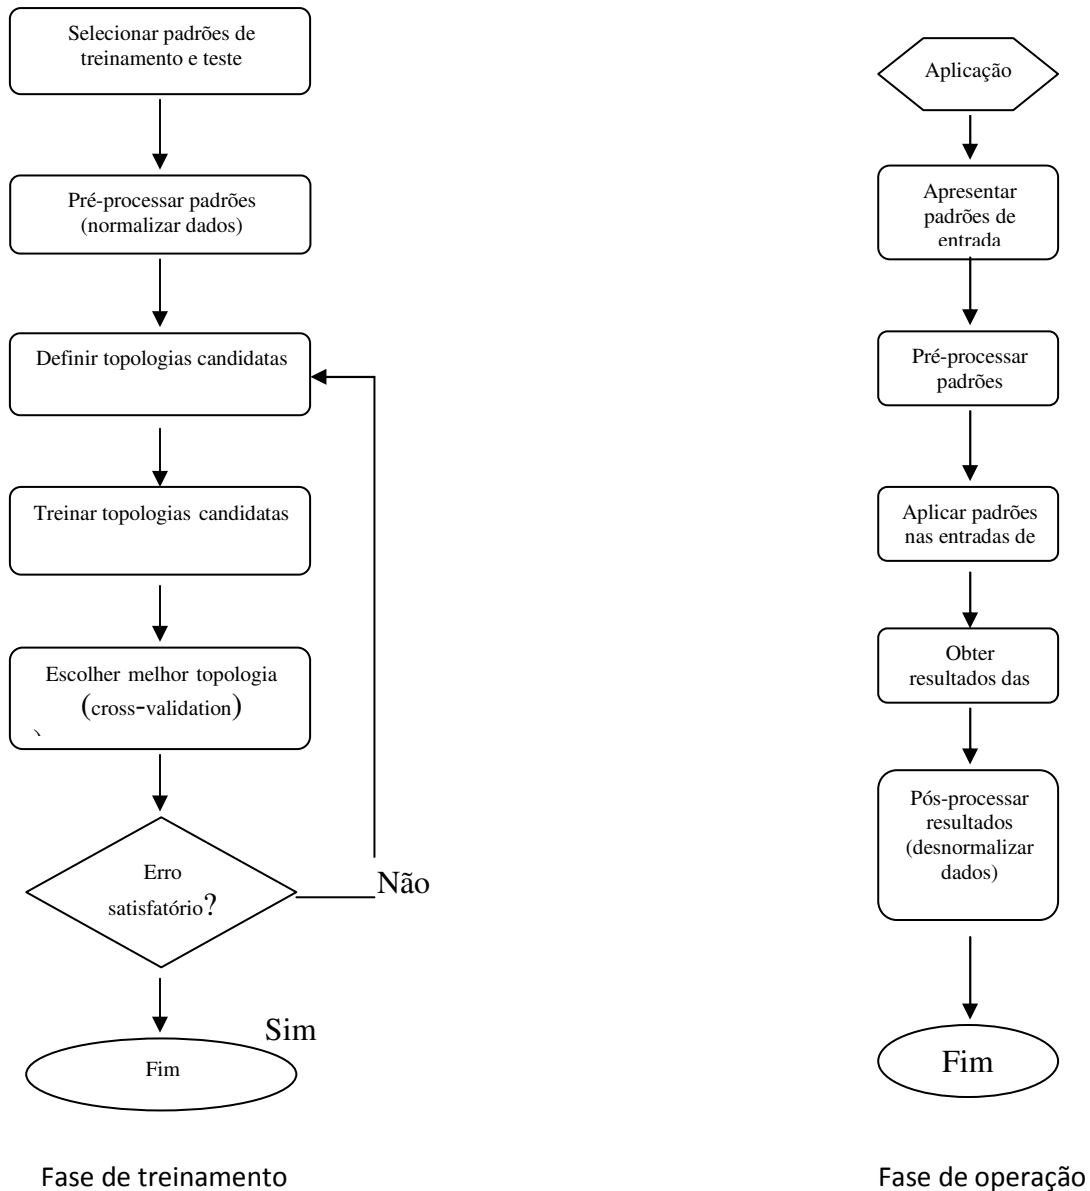 Selecionar padrões de
treinamento e teste
Pré-processar padrões
(normalizar dados)
Definir topologias candidatas
Treinar topologias candidatas
Escolher melhor topologia
(cross-validation)
Erro
satisfatório?
Não
Sim
Fim
Fase de treinamento
Aplicação
Apresentar
padrões de
entrada
Pré-processar
padrões
Aplicar padrões
nas entradas de
Obter
resultados das
Pós-processar
resultados
(desnormalizar
dados)
Fim
Fase de operação